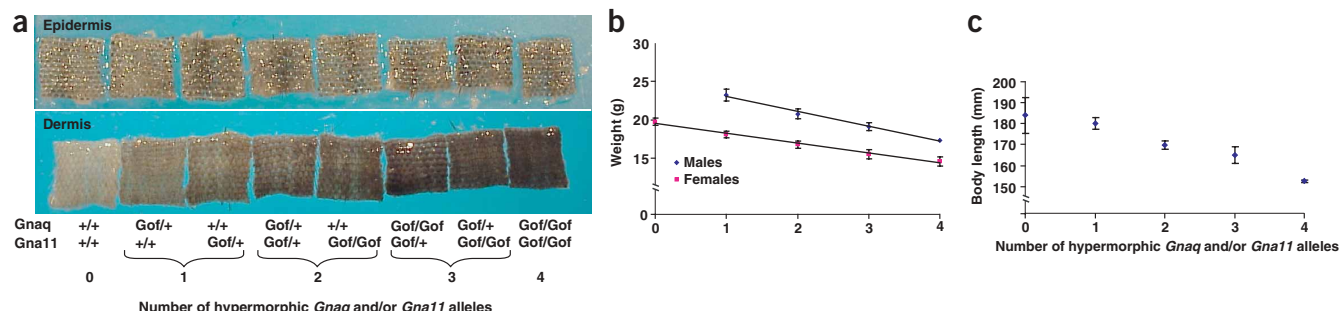 a
Epidermis
Dermis
Gnaq +/+ Gof/+ +/+ Gof/+ +/+ Gof/Gof Gof/+ Gof/Gof
Gna11 +/+ +/+ Gof/+ Gof/+ Gof/Gof Gof/+ Gof/Gof Gof/Gof
0 1 2 3 4
Number of hypermorphic Gnaq and/or Gna11 alleles
b
Weight (g)
30
25
20
15
0
Males
Females
0 1 2 3 4
c
Body length (mm)
200
190
180
170
160
150
0 1 2 3 4
Number of hypermorphic Gnaq and/or Gna11 alleles